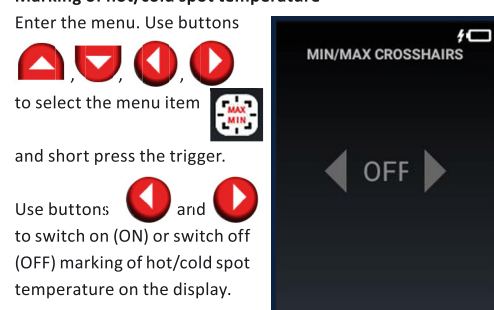 Marking of hot/cold spot temperature
Enter the menu. Use buttons
, , ,
to select the menu item
MAX
MIN
and short press the trigger.
Use buttons and
to switch on (ON) or switch off
(OFF) marking of hot/cold spot
temperature on the display.
MIN/MAX CROSSHAIRS
OFF